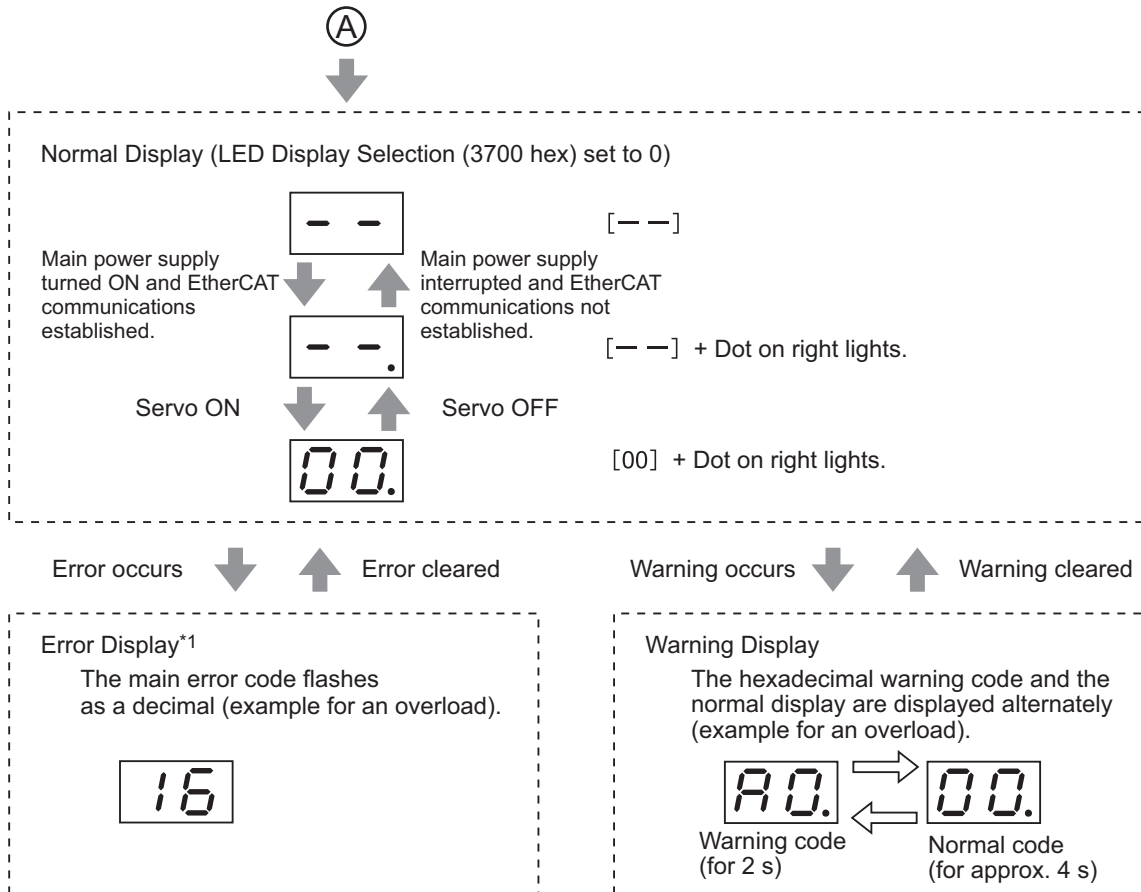 A
Normal Display (LED Display Selection (3700 hex) set to 0)
– –
[— —]
Main power supply
turned ON and EtherCAT
communications
established.
Main power supply
interrupted and EtherCAT
communications not
established.
– –.
[— —] + Dot on right lights.
Servo ON
Servo OFF
00.
[00] + Dot on right lights.
Error occurs
Error cleared
Warning occurs
Warning cleared
Error Display*1
The main error code flashes
as a decimal (example for an overload).
16
Warning Display
The hexadecimal warning code and the
normal display are displayed alternately
(example for an overload).
A0.
00.
Warning code
(for 2 s)
Normal code
(for approx. 4 s)